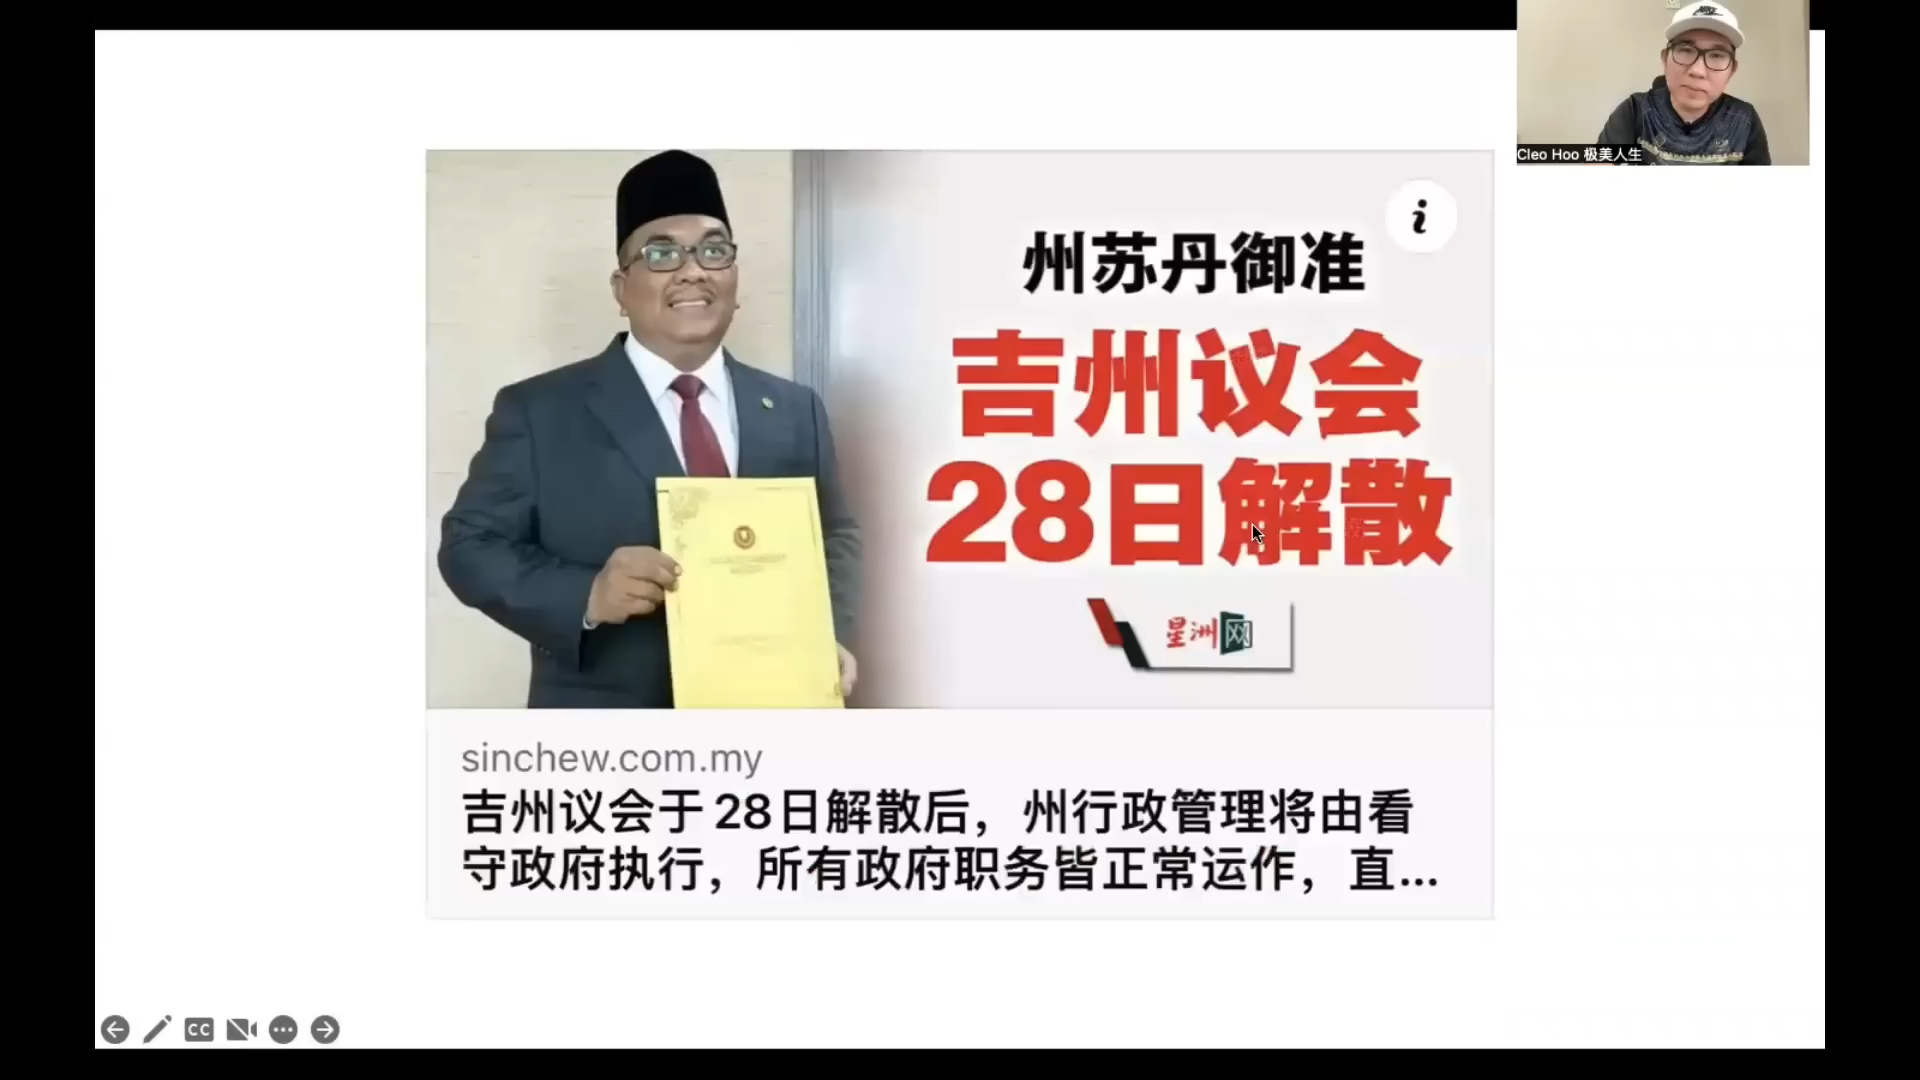 Cleo Hoo 极美人生
州苏丹御准
吉州议会
28日解散
星洲网
sinchew.com.my
吉州议会于28日解散后，州行政管理将由看
守政府执行，所有政府职务皆正常运作，直...
CC